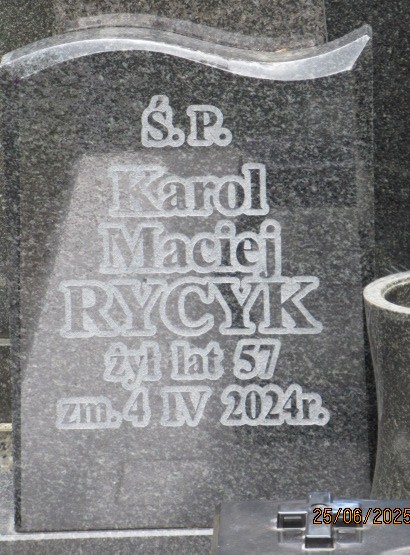 Ś.P.
Karol
Maciej
RYCYK
żył lat 57
zm. 4 IV 2024r.
25/06/2025